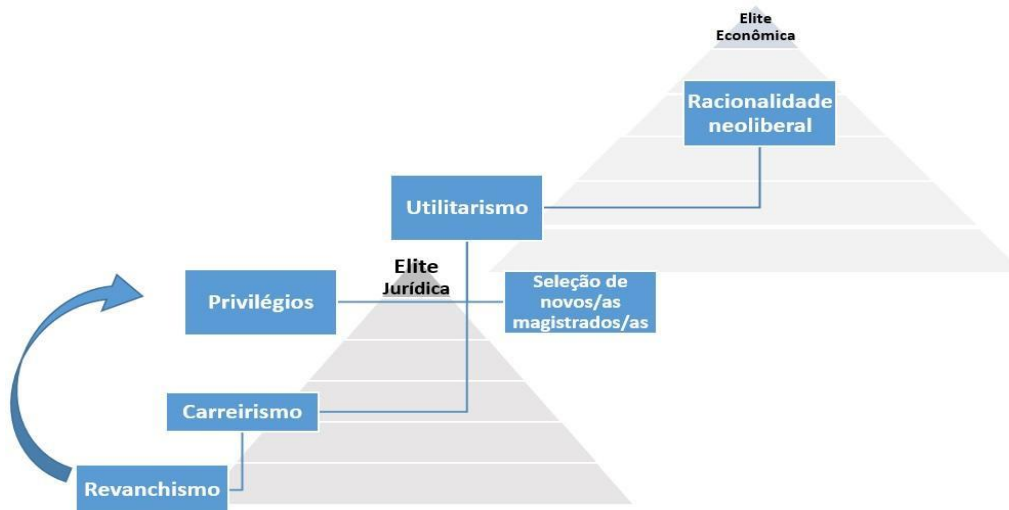 Elite
Econômica
Racionalidade
neoliberal
Utilitarismo
Elite
Jurídica
Privilégios
Seleção de
novos/as
magistrados/as
Carreirismo
Revanchismo